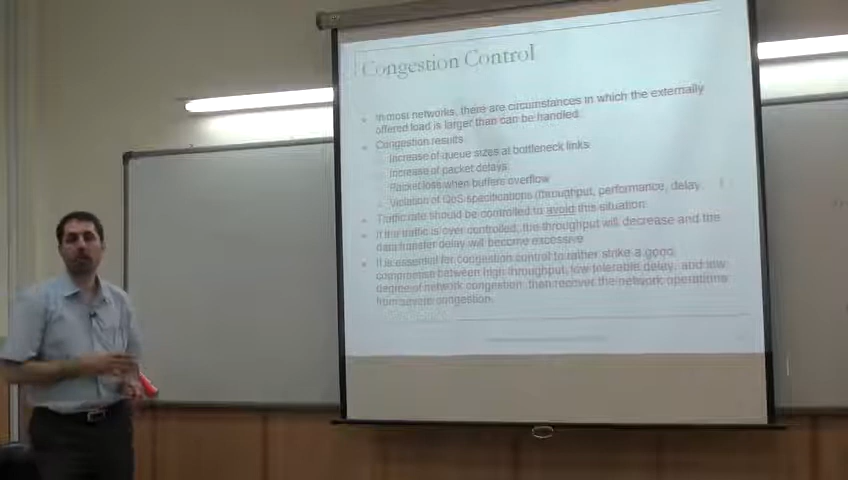 Congestion Control
In most networks, there are circumstances in which the externally
offered load is larger than can be handled.
Congestion results
Increase of queue sizes at bottleneck links
Increase of packet delays
Packet loss when buffers overflow
Violation of QoS specifications (throughput, performance, delay
Traffic rate should be controlled to avoid this situation
If the traffic is over controlled, the throughput will decrease and the
data transfer delay will become excessive
It is essential for congestion control to rather strike a good
compromise between high throughput, low tolerable delay, and low
degree of network congestion, then recover the network operations
from severe congestion.